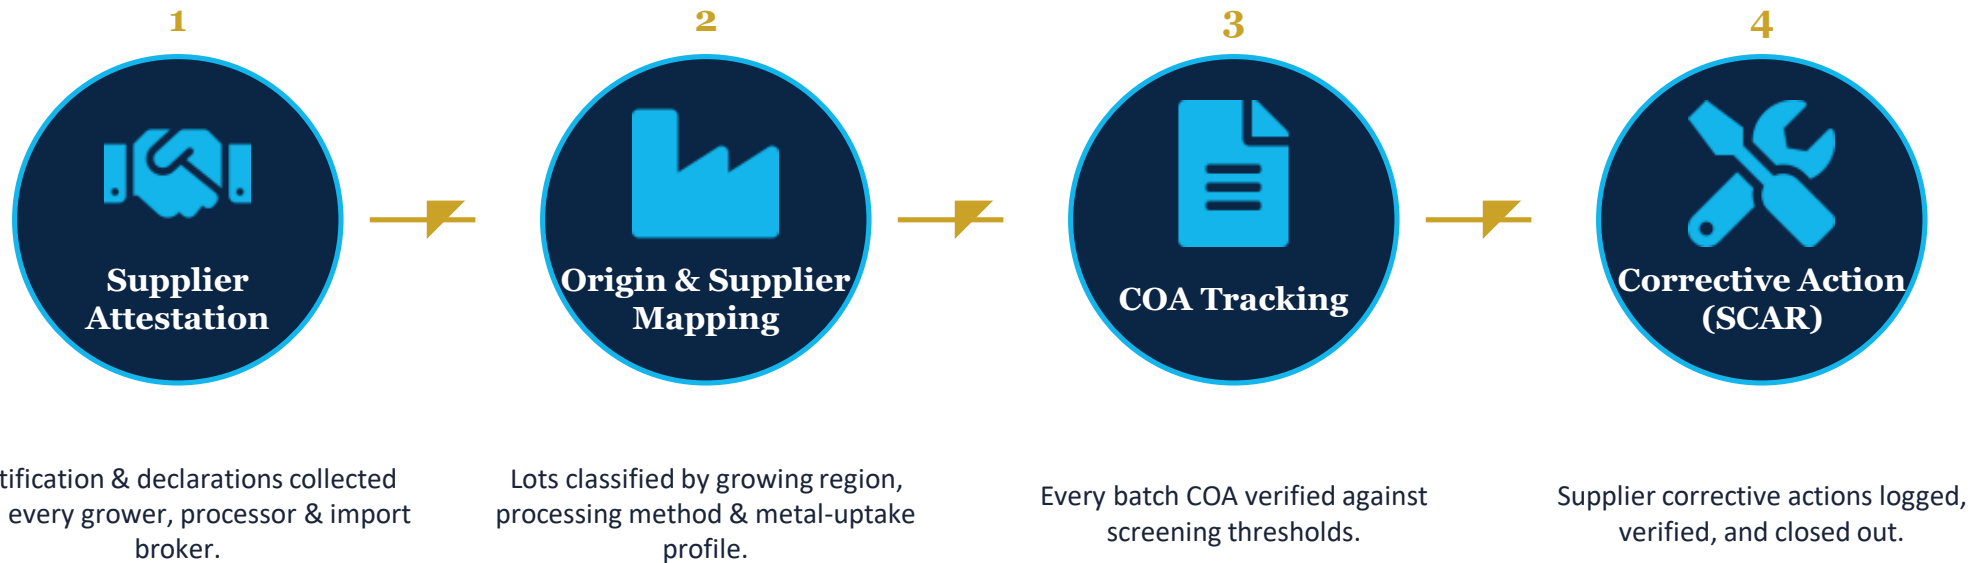 1
Supplier
Attestation
tification & declarations collected
every grower, processor & import
broker.
2
Origin & Supplier
Mapping
Lots classified by growing region,
processing method & metal-uptake
profile.
3
COA Tracking
Every batch COA verified against
screening thresholds.
4
Corrective Action
(SCAR)
Supplier corrective actions logged,
verified, and closed out.